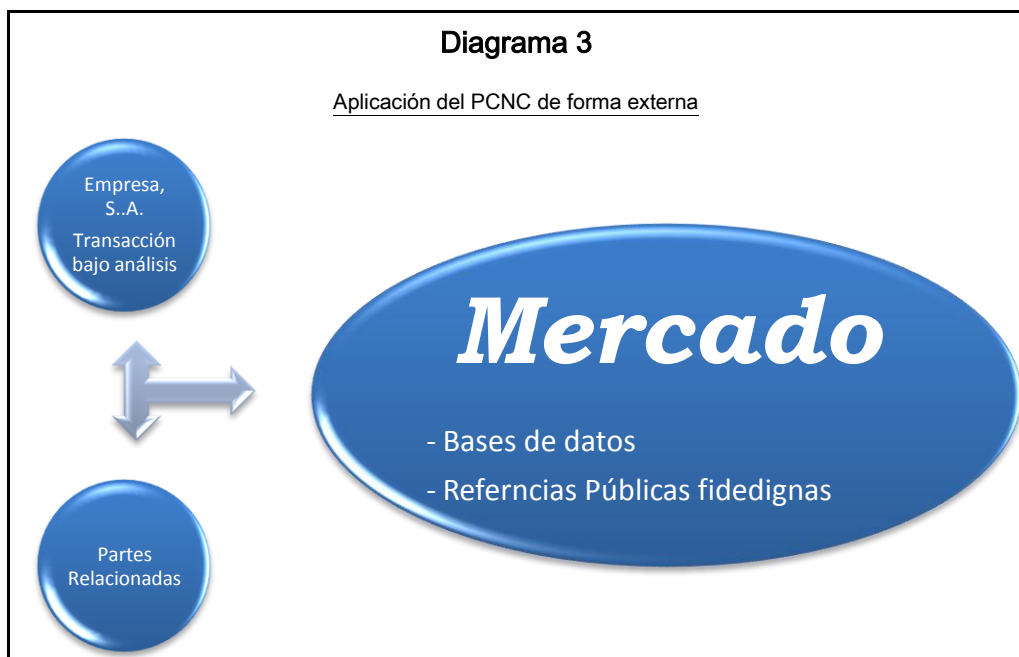 Diagrama 3
Aplicación del PCNC de forma externa
Empresa,
S..A.
Transacción
bajo análisis
Mercado
- Bases de datos
- Referncias Públicas fidedignas
Partes
Relacionadas